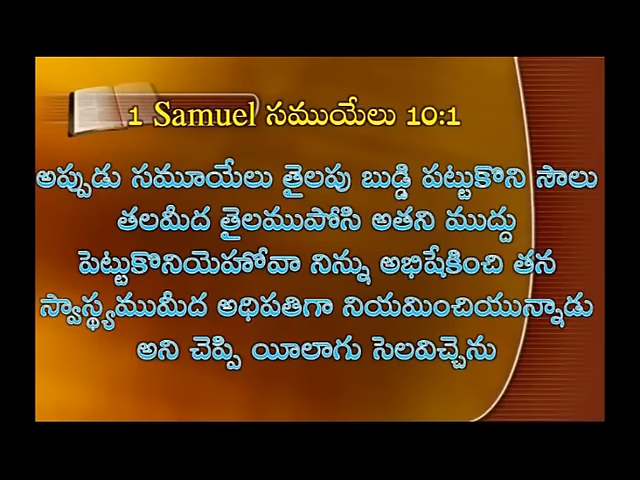 1 Samuel సముయేలు 10:1
అప్పుడు సమూయేలు తైలపు బుడ్డి పట్టుకొని సౌలు
తలమీద తైలముపోసి అతని ముద్దు
పెట్టుకొనియెహోవా నిన్ను అభిషేకించి తన
స్వాస్థ్యముమీద అధిపతిగా నియమించియున్నాడు
అని చెప్పి యీలాగు సెలవిచ్చెను